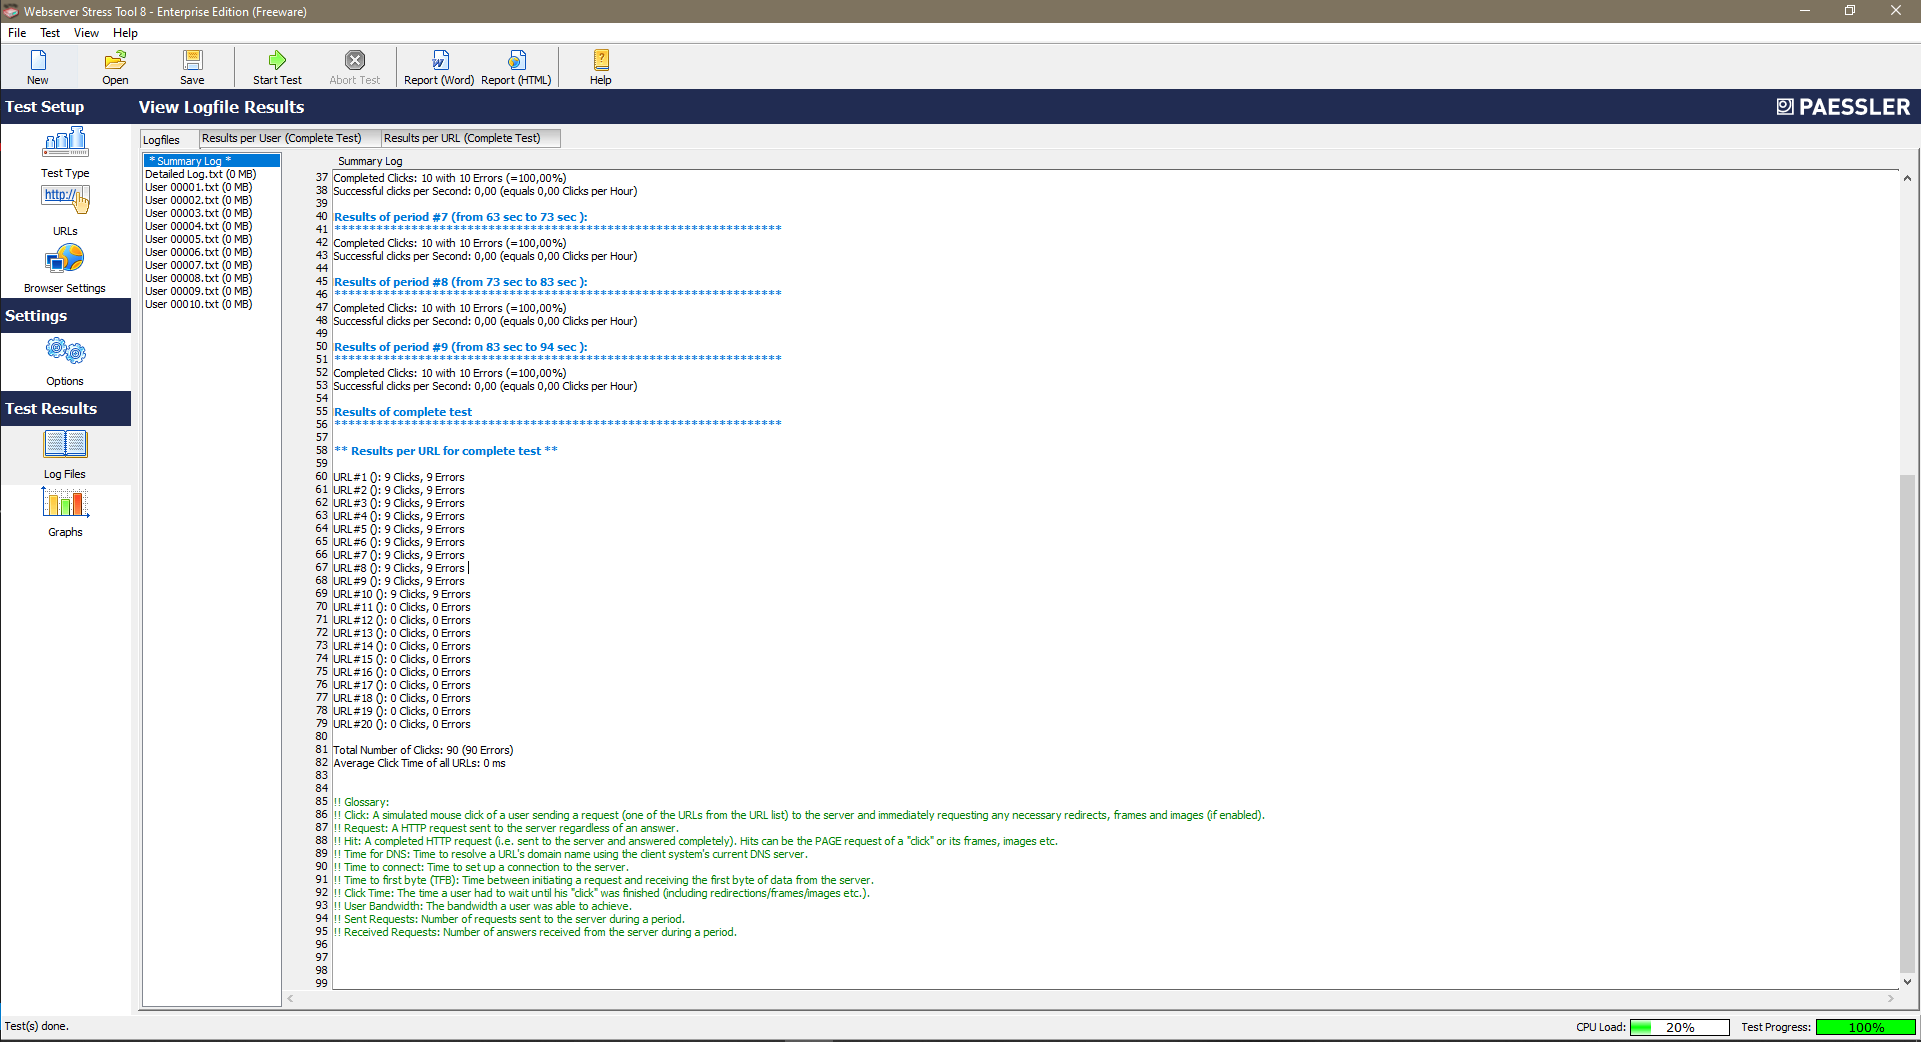 Webserver Stress Tool 8 - Enterprise Edition (Freeware)
File Test View Help
New Open Save Start Test Abort Test Report (Word) Report (HTML) Help
Test Setup
View Logfile Results
PAESSLER
Test Type
http://
URLs
Browser Settings
Settings
Options
Test Results
Log Files
Graphs
Logfiles Results per User (Complete Test) Results per URL (Complete Test)
* Summary Log *
Detailed Log.txt (0 MB)
User 00001.txt (0 MB)
User 00002.txt (0 MB)
User 00003.txt (0 MB)
User 00004.txt (0 MB)
User 00005.txt (0 MB)
User 00006.txt (0 MB)
User 00007.txt (0 MB)
User 00008.txt (0 MB)
User 00009.txt (0 MB)
User 00010.txt (0 MB)
Summary Log
37 Completed Clicks: 10 with 10 Errors (=100,00%)
38 Successful clicks per Second: 0,00 (equals 0,00 Clicks per Hour)
39
40 Results of period #7 (from 63 sec to 73 sec ):
41 ****************************************************************
42 Completed Clicks: 10 with 10 Errors (=100,00%)
43 Successful clicks per Second: 0,00 (equals 0,00 Clicks per Hour)
44
45 Results of period #8 (from 73 sec to 83 sec ):
46 ****************************************************************
47 Completed Clicks: 10 with 10 Errors (=100,00%)
48 Successful clicks per Second: 0,00 (equals 0,00 Clicks per Hour)
49
50 Results of period #9 (from 83 sec to 94 sec ):
51 ****************************************************************
52 Completed Clicks: 10 with 10 Errors (=100,00%)
53 Successful clicks per Second: 0,00 (equals 0,00 Clicks per Hour)
54
55 Results of complete test
56 ****************************************************************
57
58 ** Results per URL for complete test **
59
60 URL#1 (): 9 Clicks, 9 Errors
61 URL#2 (): 9 Clicks, 9 Errors
62 URL#3 (): 9 Clicks, 9 Errors
63 URL#4 (): 9 Clicks, 9 Errors
64 URL#5 (): 9 Clicks, 9 Errors
65 URL#6 (): 9 Clicks, 9 Errors
66 URL#7 (): 9 Clicks, 9 Errors
67 URL#8 (): 9 Clicks, 9 Errors
68 URL#9 (): 9 Clicks, 9 Errors
69 URL#10 (): 9 Clicks, 9 Errors
70 URL#11 (): 0 Clicks, 0 Errors
71 URL#12 (): 0 Clicks, 0 Errors
72 URL#13 (): 0 Clicks, 0 Errors
73 URL#14 (): 0 Clicks, 0 Errors
74 URL#15 (): 0 Clicks, 0 Errors
75 URL#16 (): 0 Clicks, 0 Errors
76 URL#17 (): 0 Clicks, 0 Errors
77 URL#18 (): 0 Clicks, 0 Errors
78 URL#19 (): 0 Clicks, 0 Errors
79 URL#20 (): 0 Clicks, 0 Errors
80
81 Total Number of Clicks: 90 (90 Errors)
82 Average Click Time of all URLs: 0 ms
83
84
85 !! Glossary:
86 !! Click: A simulated mouse click of a user sending a request (one of the URLs from the URL list) to the server and immediately requesting any necessary redirects, frames and images (if enabled).
87 !! Request: A HTTP request sent to the server regardless of an answer.
88 !! Hit: A completed HTTP request (i.e. sent to the server and answered completely). Hits can be the PAGE request of a "click" or its frames, images etc.
89 !! Time for DNS: Time to resolve a URL's domain name using the client system's current DNS server.
90 !! Time to connect: Time to set up a connection to the server.
91 !! Time to first byte (TFB): Time between initiating a request and receiving the first byte of data from the server.
92 !! Click Time: The time a user had to wait until his "click" was finished (including redirections/frames/images etc.).
93 !! User Bandwidth: The bandwidth a user was able to achieve.
94 !! Sent Requests: Number of requests sent to the server during a period.
95 !! Received Requests: Number of answers received from the server during a period.
96
97
98
99
Test(s) done.
CPU Load: 20% Test Progress: 100%